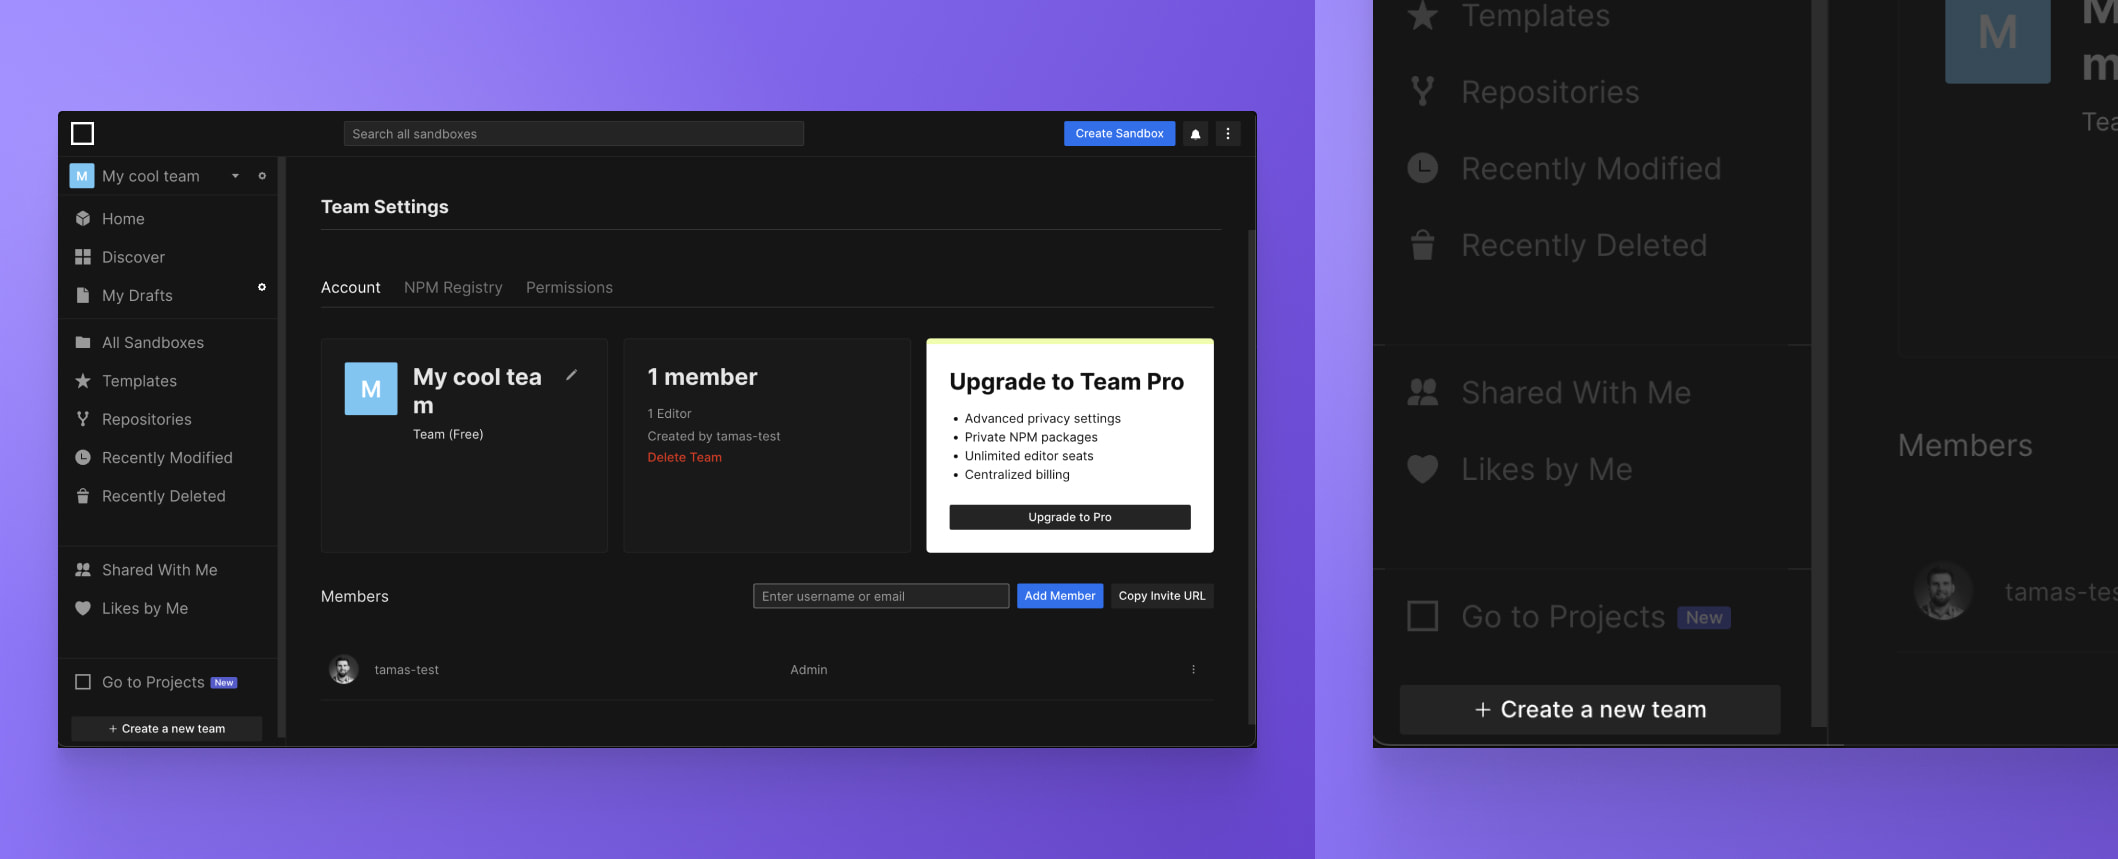 Search all sandboxes
Create Sandbox
M
My cool team
Home
Discover
My Drafts
All Sandboxes
Templates
Repositories
Recently Modified
Recently Deleted
Shared With Me
Likes by Me
Go to Projects New
+ Create a new team
Team Settings
Account NPM Registry Permissions
M
My cool tea
m
Team (Free)
1 member
1 Editor
Created by tamas-test
Delete Team
Upgrade to Team Pro
• Advanced privacy settings
• Private NPM packages
• Unlimited editor seats
• Centralized billing
Upgrade to Pro
Members
Enter username or email
Add Member
Copy Invite URL
tamas-test Admin
Templates
Repositories
Recently Modified
Recently Deleted
Shared With Me
Likes by Me
Go to Projects New
+ Create a new team
M
M
m
Tea
Members
tamas-tes